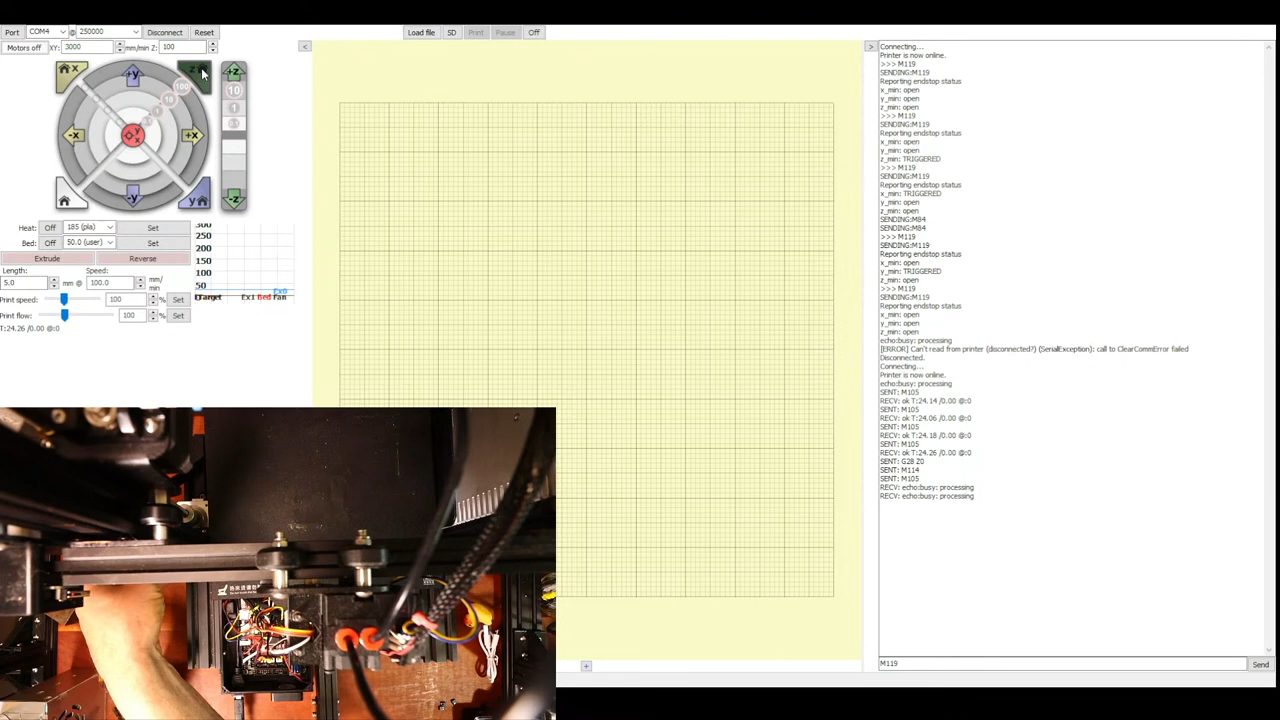 Port COM4 @ 250000 Disconnect Reset
Motors off XY: 3000 mm/min Z: 100
Load file SD Print Pause Off
< >
x +y z +z
100
10 10
1
0.1
-x y x +x
-y y -z
Heat: Off 185 (pla) Set
Bed: Off 50.0 (user) Set
Extrude Reverse
Length: Speed:
5.0 mm @ 100.0 mm/
min
Print speed: 100 % Set
Print flow: 100 % Set
T:24.26 /0.00 @:0
300
250
200
150
100
50
Ex0
Target Ex1 Bed Fan
+
Connecting...
Printer is now online.
>>> M119
SENDING:M119
Reporting endstop status
x_min: open
y_min: open
z_min: open
>>> M119
SENDING:M119
Reporting endstop status
x_min: open
y_min: open
z_min: TRIGGERED
>>> M119
SENDING:M119
Reporting endstop status
x_min: TRIGGERED
y_min: open
z_min: open
SENDING:M84
SENDING:M84
>>> M119
SENDING:M119
Reporting endstop status
x_min: open
y_min: TRIGGERED
z_min: open
>>> M119
SENDING:M119
Reporting endstop status
x_min: open
y_min: open
z_min: open
echo:busy: processing
[ERROR] Can't read from printer (disconnected?) (SerialException): call to ClearCommError failed
Disconnected.
Connecting...
Printer is now online.
echo:busy: processing
SENT: M105
RECV: ok T:24.14 /0.00 @:0
SENT: M105
RECV: ok T:24.06 /0.00 @:0
SENT: M105
RECV: ok T:24.18 /0.00 @:0
SENT: M105
RECV: ok T:24.26 /0.00 @:0
SENT: G28 Z0
SENT: M114
SENT: M105
RECV: echo:busy: processing
RECV: echo:busy: processing
M119 Send